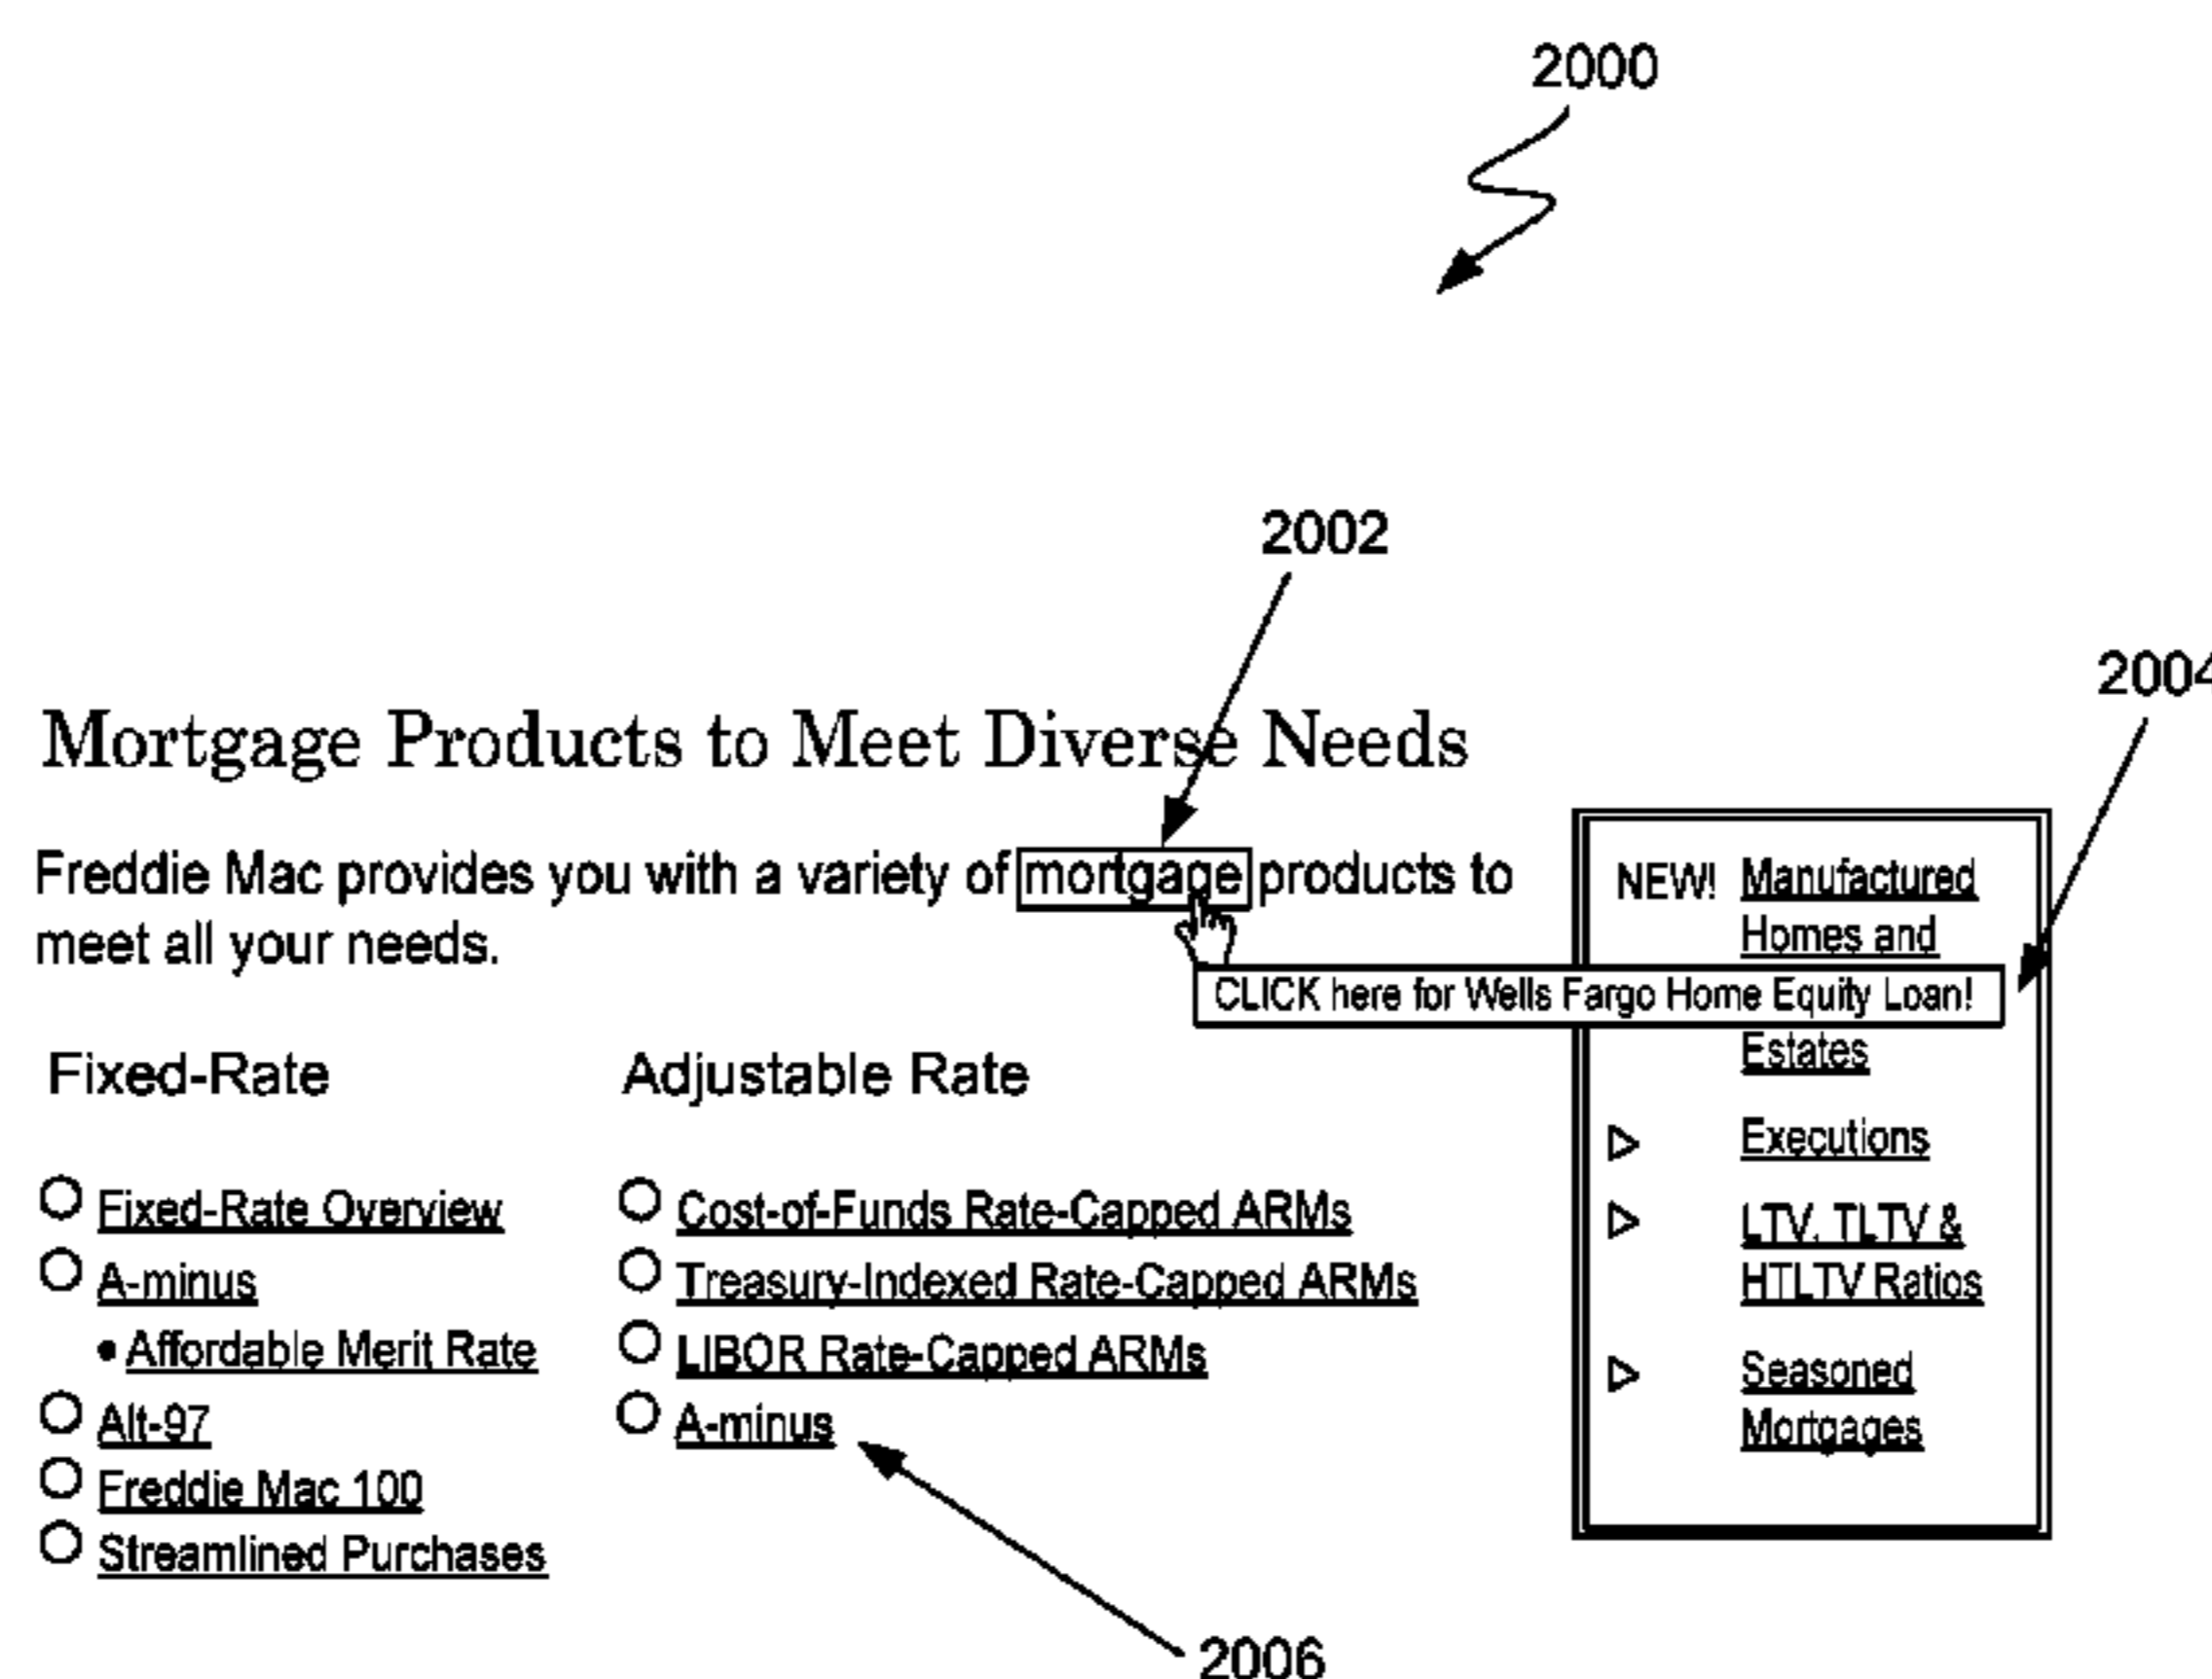 2000
2002
2004
Mortgage Products to Meet Diverse Needs
Freddie Mac provides you with a variety of mortgage products to
meet all your needs.
CLICK here for Wells Fargo Home Equity Loan!
NEW! Manufactured
Homes and
Estates
Executions
LTV, TLTV &
HTLTV Ratios
Seasoned
Mortgages
Fixed-Rate
Fixed-Rate Overview
A-minus
• Affordable Merit Rate
Alt-97
Freddie Mac 100
Streamlined Purchases
Adjustable Rate
Cost-of-Funds Rate-Capped ARMs
Treasury-Indexed Rate-Capped ARMs
LIBOR Rate-Capped ARMs
A-minus
2006